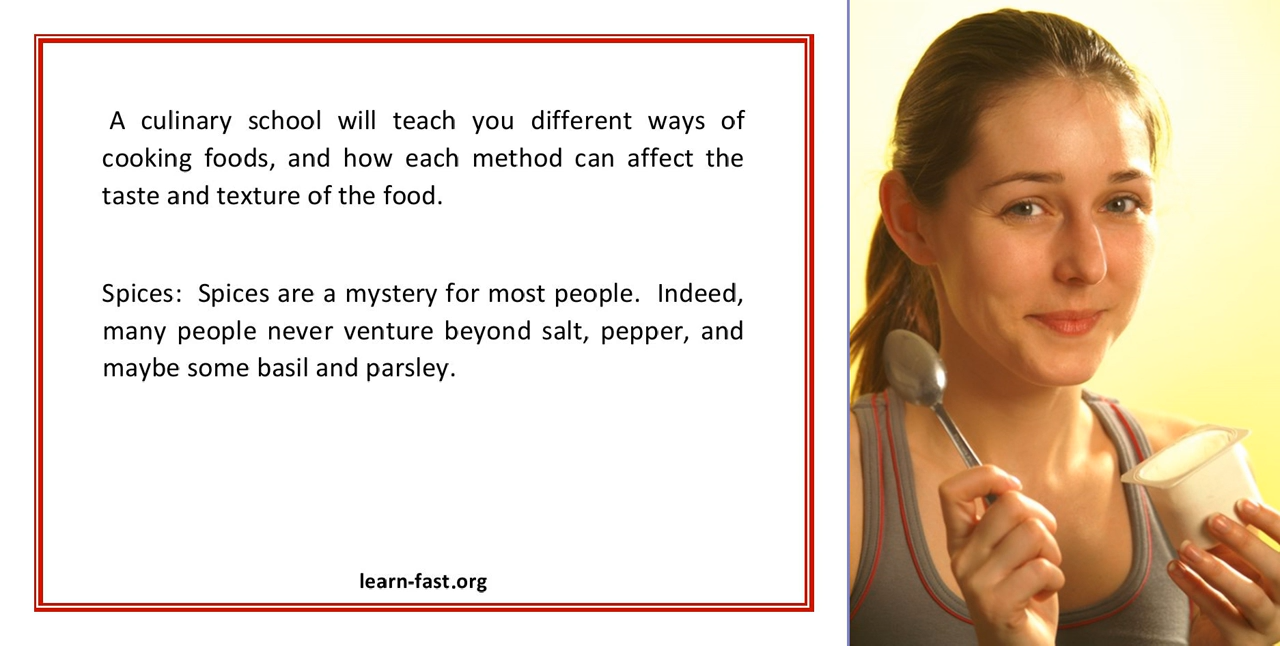 A culinary school will teach you different ways of
cooking foods, and how each method can affect the
taste and texture of the food.
Spices:  Spices are a mystery for most people.  Indeed,
many people never venture beyond salt, pepper, and
maybe some basil and parsley.
learn-fast.org